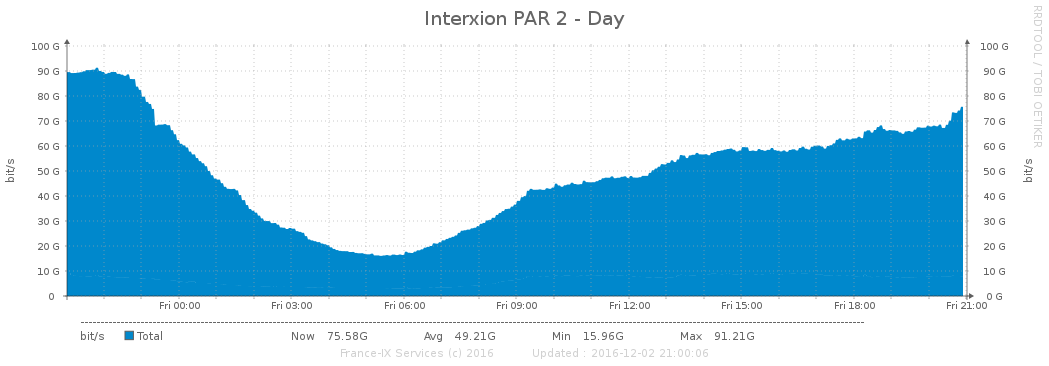 Interxion PAR 2 - Day
RRDTOOL / TOBI OETIKER
bit/s
100 G 100 G
90 G 90 G
80 G 80 G
70 G 70 G
60 G 60 G
50 G 50 G
40 G 40 G
30 G 30 G
20 G 20 G
10 G 10 G
0 0 G
bit/s
Fri 00:00 Fri 03:00 Fri 06:00 Fri 09:00 Fri 12:00 Fri 15:00 Fri 18:00 Fri 21:00
bit/s Total Now 75.58G Avg 49.21G Min 15.96G Max 91.21G
France-IX Services (c) 2016 Updated : 2016-12-02 21:00:06